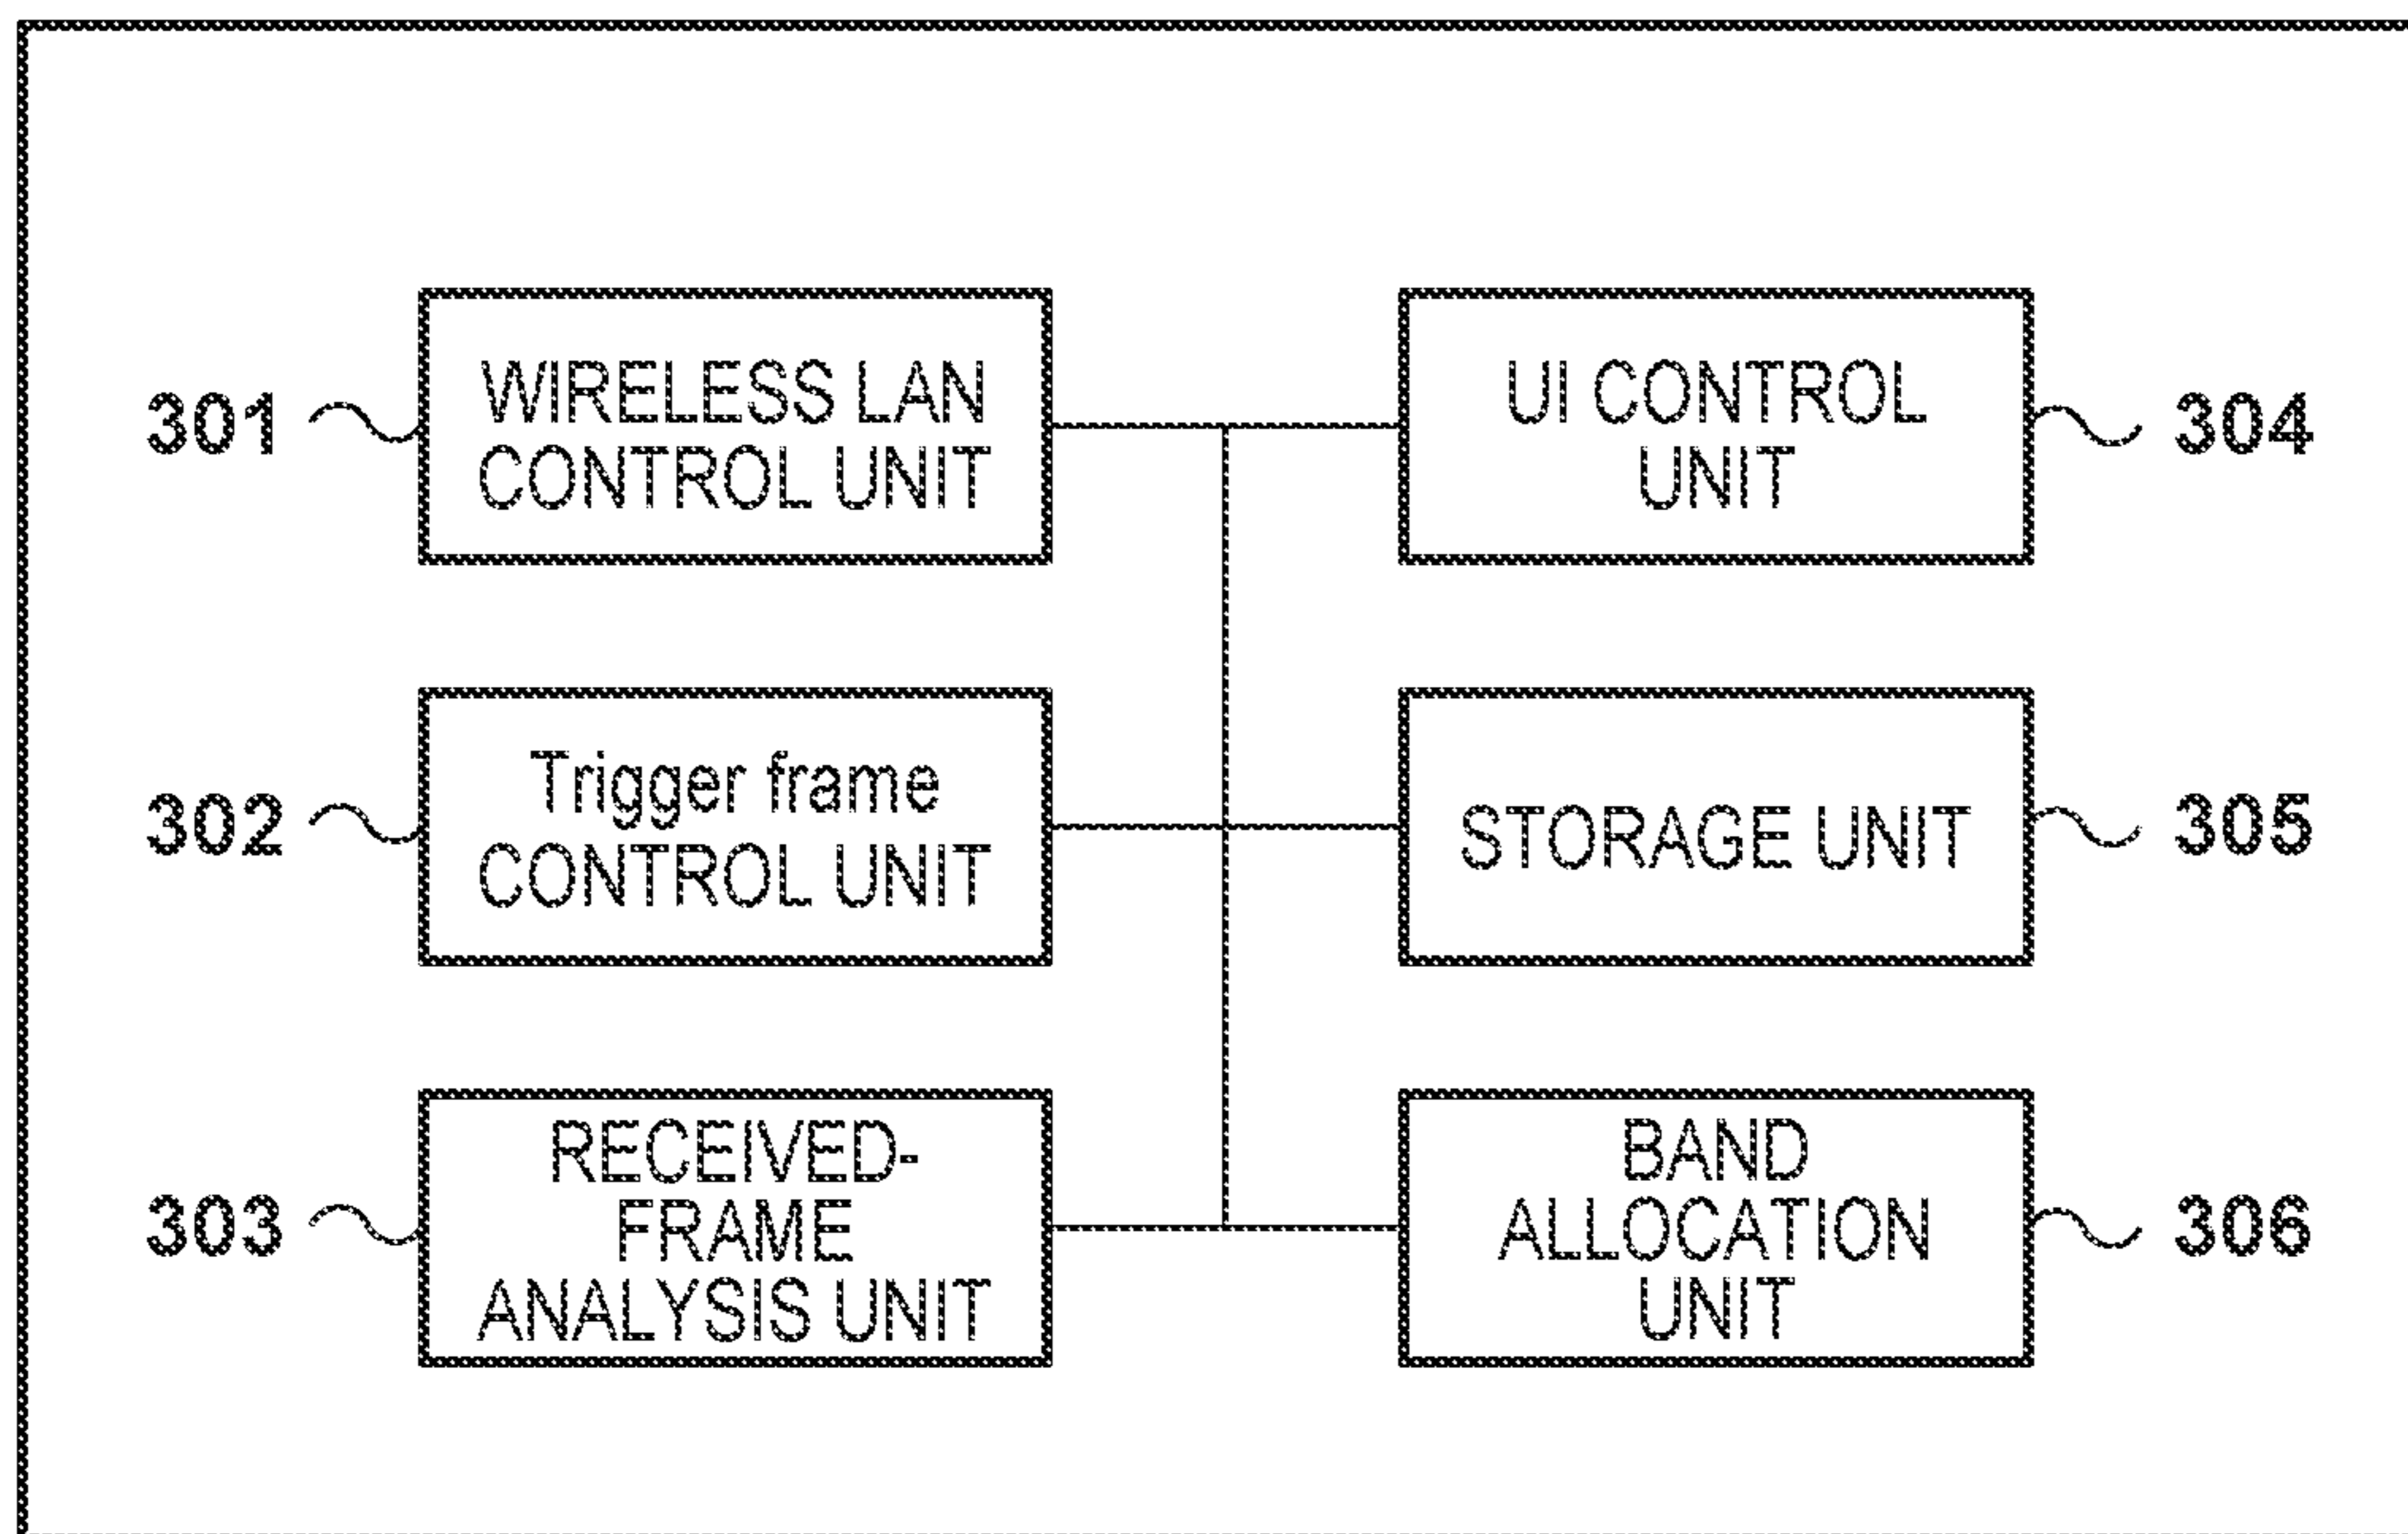 301
WIRELESS LAN
CONTROL UNIT
UI CONTROL
UNIT
304
302
Trigger frame
CONTROL UNIT
STORAGE UNIT
305
303
RECEIVED-
FRAME
ANALYSIS UNIT
BAND
ALLOCATION
UNIT
306